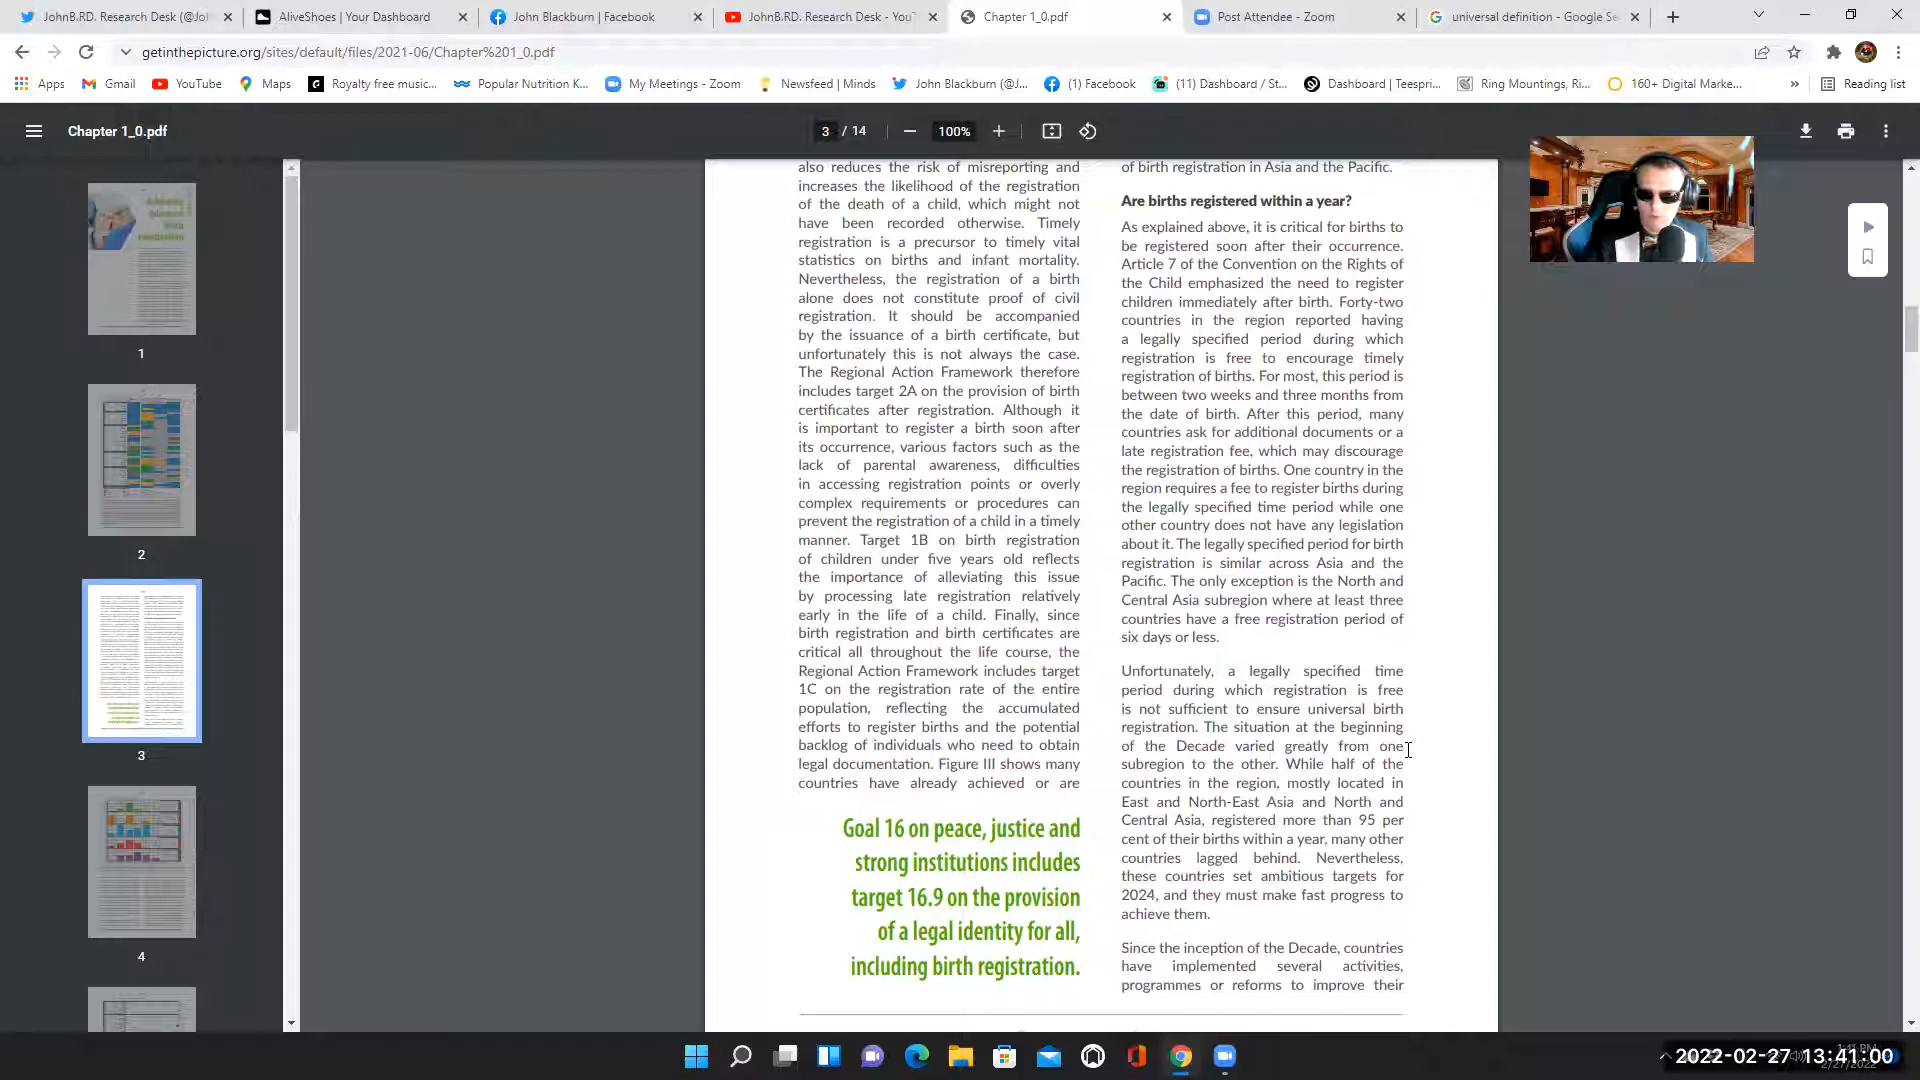 JohnB.RD. Research Desk (@Jo
AliveShoes | Your Dashboard
John Blackburn | Facebook
JohnB.RD. Research Desk - You
Chapter 1_0.pdf
Post Attendee - Zoom
universal definition - Google Se
getinthepicture.org/sites/default/files/2021-06/Chapter%201_0.pdf
Apps
Gmail
YouTube
Maps
Royalty free music...
Popular Nutrition K...
My Meetings - Zoom
Newsfeed | Minds
John Blackburn (@J...
(1) Facebook
(11) Dashboard / St...
Dashboard | Teespri...
Ring Mountings, Ri...
160+ Digital Marke...
»
Reading list
Chapter 1_0.pdf
3 / 14
100%
1
2
3
4
also reduces the risk of misreporting and
increases the likelihood of the registration
of the death of a child, which might not
have been recorded otherwise. Timely
registration is a precursor to timely vital
statistics on births and infant mortality.
Nevertheless, the registration of a birth
alone does not constitute proof of civil
registration. It should be accompanied
by the issuance of a birth certificate, but
unfortunately this is not always the case.
The Regional Action Framework therefore
includes target 2A on the provision of birth
certificates after registration. Although it
is important to register a birth soon after
its occurrence, various factors such as the
lack of parental awareness, difficulties
in accessing registration points or overly
complex requirements or procedures can
prevent the registration of a child in a timely
manner. Target 1B on birth registration
of children under five years old reflects
the importance of alleviating this issue
by processing late registration relatively
early in the life of a child. Finally, since
birth registration and birth certificates are
critical all throughout the life course, the
Regional Action Framework includes target
1C on the registration rate of the entire
population, reflecting the accumulated
efforts to register births and the potential
backlog of individuals who need to obtain
legal documentation. Figure III shows many
countries have already achieved or are
Goal 16 on peace, justice and
strong institutions includes
target 16.9 on the provision
of a legal identity for all,
including birth registration.
of birth registration in Asia and the Pacific.
Are births registered within a year?
As explained above, it is critical for births to
be registered soon after their occurrence.
Article 7 of the Convention on the Rights of
the Child emphasized the need to register
children immediately after birth. Forty-two
countries in the region reported having
a legally specified period during which
registration is free to encourage timely
registration of births. For most, this period is
between two weeks and three months from
the date of birth. After this period, many
countries ask for additional documents or a
late registration fee, which may discourage
the registration of births. One country in the
region requires a fee to register births during
the legally specified time period while one
other country does not have any legislation
about it. The legally specified period for birth
registration is similar across Asia and the
Pacific. The only exception is the North and
Central Asia subregion where at least three
countries have a free registration period of
six days or less.
Unfortunately, a legally specified time
period during which registration is free
is not sufficient to ensure universal birth
registration. The situation at the beginning
of the Decade varied greatly from one
subregion to the other. While half of the
countries in the region, mostly located in
East and North-East Asia and North and
Central Asia, registered more than 95 per
cent of their births within a year, many other
countries lagged behind. Nevertheless,
these countries set ambitious targets for
2024, and they must make fast progress to
achieve them.
Since the inception of the Decade, countries
have implemented several activities,
programmes or reforms to improve their
2022-02-27 13:41:00